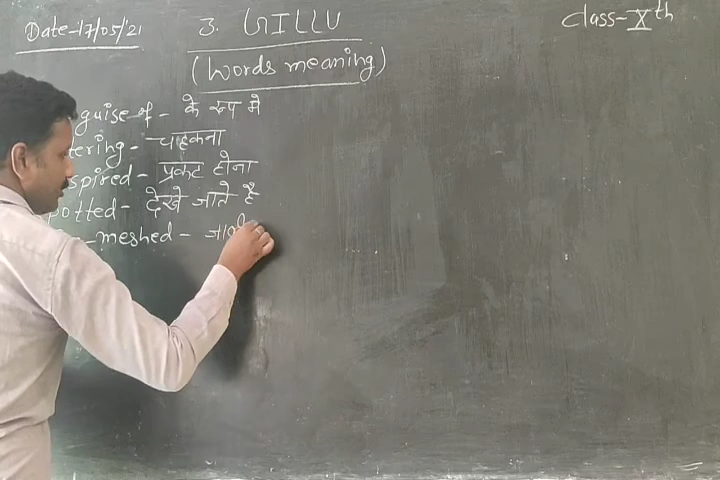 Date-17/05/21
3. GILLU
Class-Xth
(Words meaning)
guise of - के रूप मे
tering - चहकना
spired - प्रकट होना
potted - देखे जाते है
meshed -